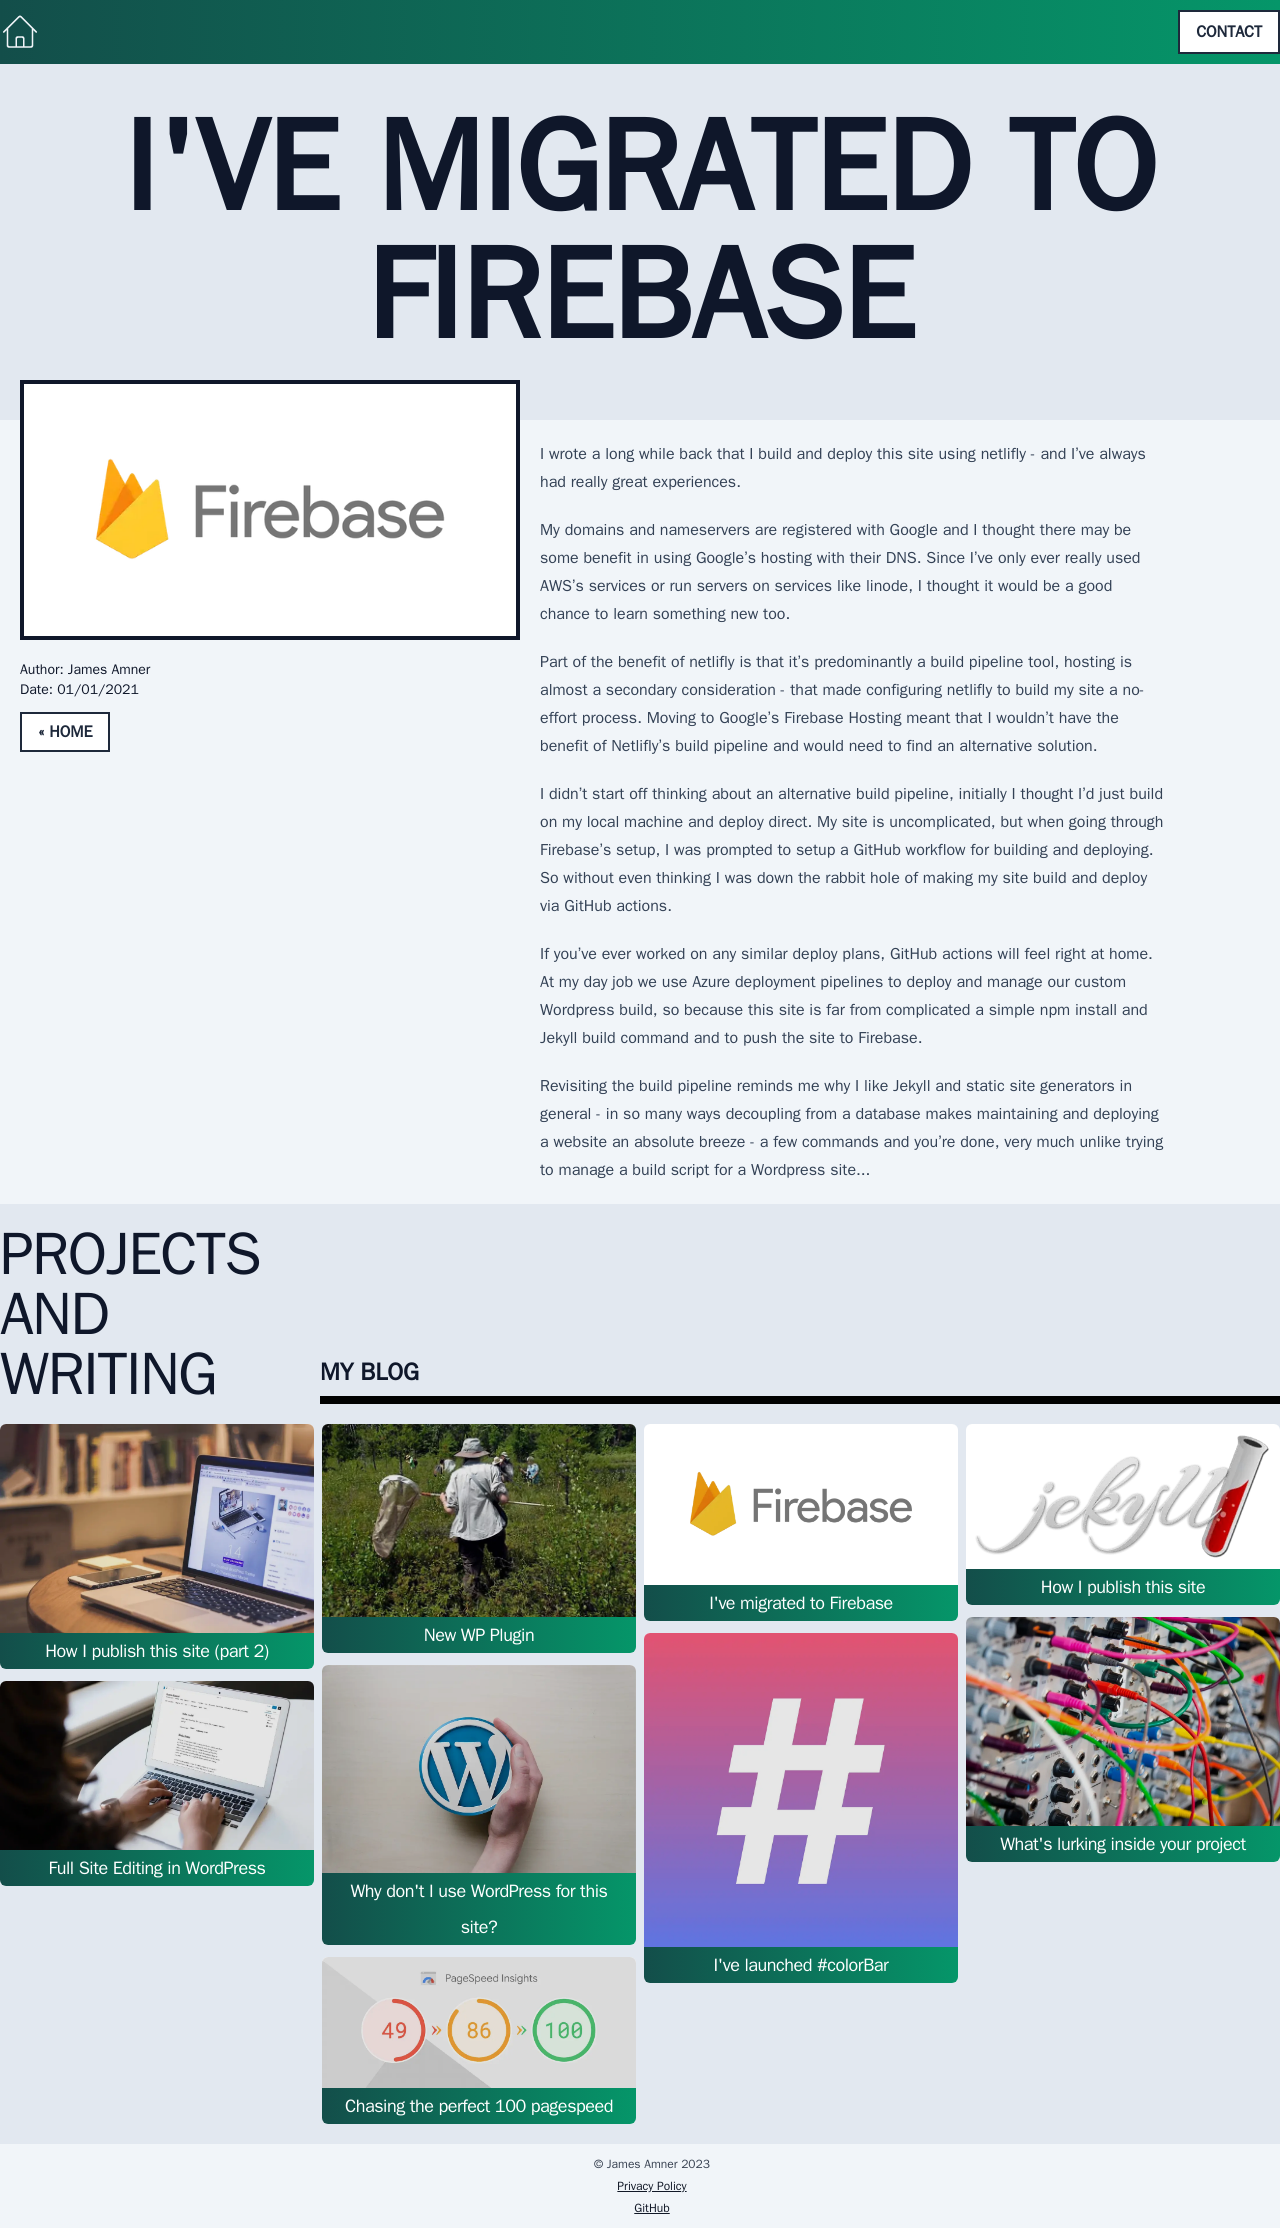 CONTACT
I'VE MIGRATED TO
FIREBASE
Firebase
Author: James Amner
Date: 01/01/2021
« HOME
I wrote a long while back that I build and deploy this site using netlifly - and I’ve always
had really great experiences.
My domains and nameservers are registered with Google and I thought there may be
some benefit in using Google’s hosting with their DNS. Since I’ve only ever really used
AWS’s services or run servers on services like linode, I thought it would be a good
chance to learn something new too.
Part of the benefit of netlifly is that it’s predominantly a build pipeline tool, hosting is
almost a secondary consideration - that made configuring netlifly to build my site a no-
effort process. Moving to Google’s Firebase Hosting meant that I wouldn’t have the
benefit of Netlifly’s build pipeline and would need to find an alternative solution.
I didn’t start off thinking about an alternative build pipeline, initially I thought I’d just build
on my local machine and deploy direct. My site is uncomplicated, but when going through
Firebase’s setup, I was prompted to setup a GitHub workflow for building and deploying.
So without even thinking I was down the rabbit hole of making my site build and deploy
via GitHub actions.
If you’ve ever worked on any similar deploy plans, GitHub actions will feel right at home.
At my day job we use Azure deployment pipelines to deploy and manage our custom
Wordpress build, so because this site is far from complicated a simple npm install and
Jekyll build command and to push the site to Firebase.
Revisiting the build pipeline reminds me why I like Jekyll and static site generators in
general - in so many ways decoupling from a database makes maintaining and deploying
a website an absolute breeze - a few commands and you’re done, very much unlike trying
to manage a build script for a Wordpress site...
PROJECTS
AND
WRITING
MY BLOG
How I publish this site (part 2)
Full Site Editing in WordPress
New WP Plugin
W
Why don't I use WordPress for this
site?
PageSpeed Insights
49 » 86 » 100
Chasing the perfect 100 pagespeed
Firebase
I've migrated to Firebase
#
I've launched #colorBar
jekyll
How I publish this site
What's lurking inside your project
© James Amner 2023
Privacy Policy
GitHub